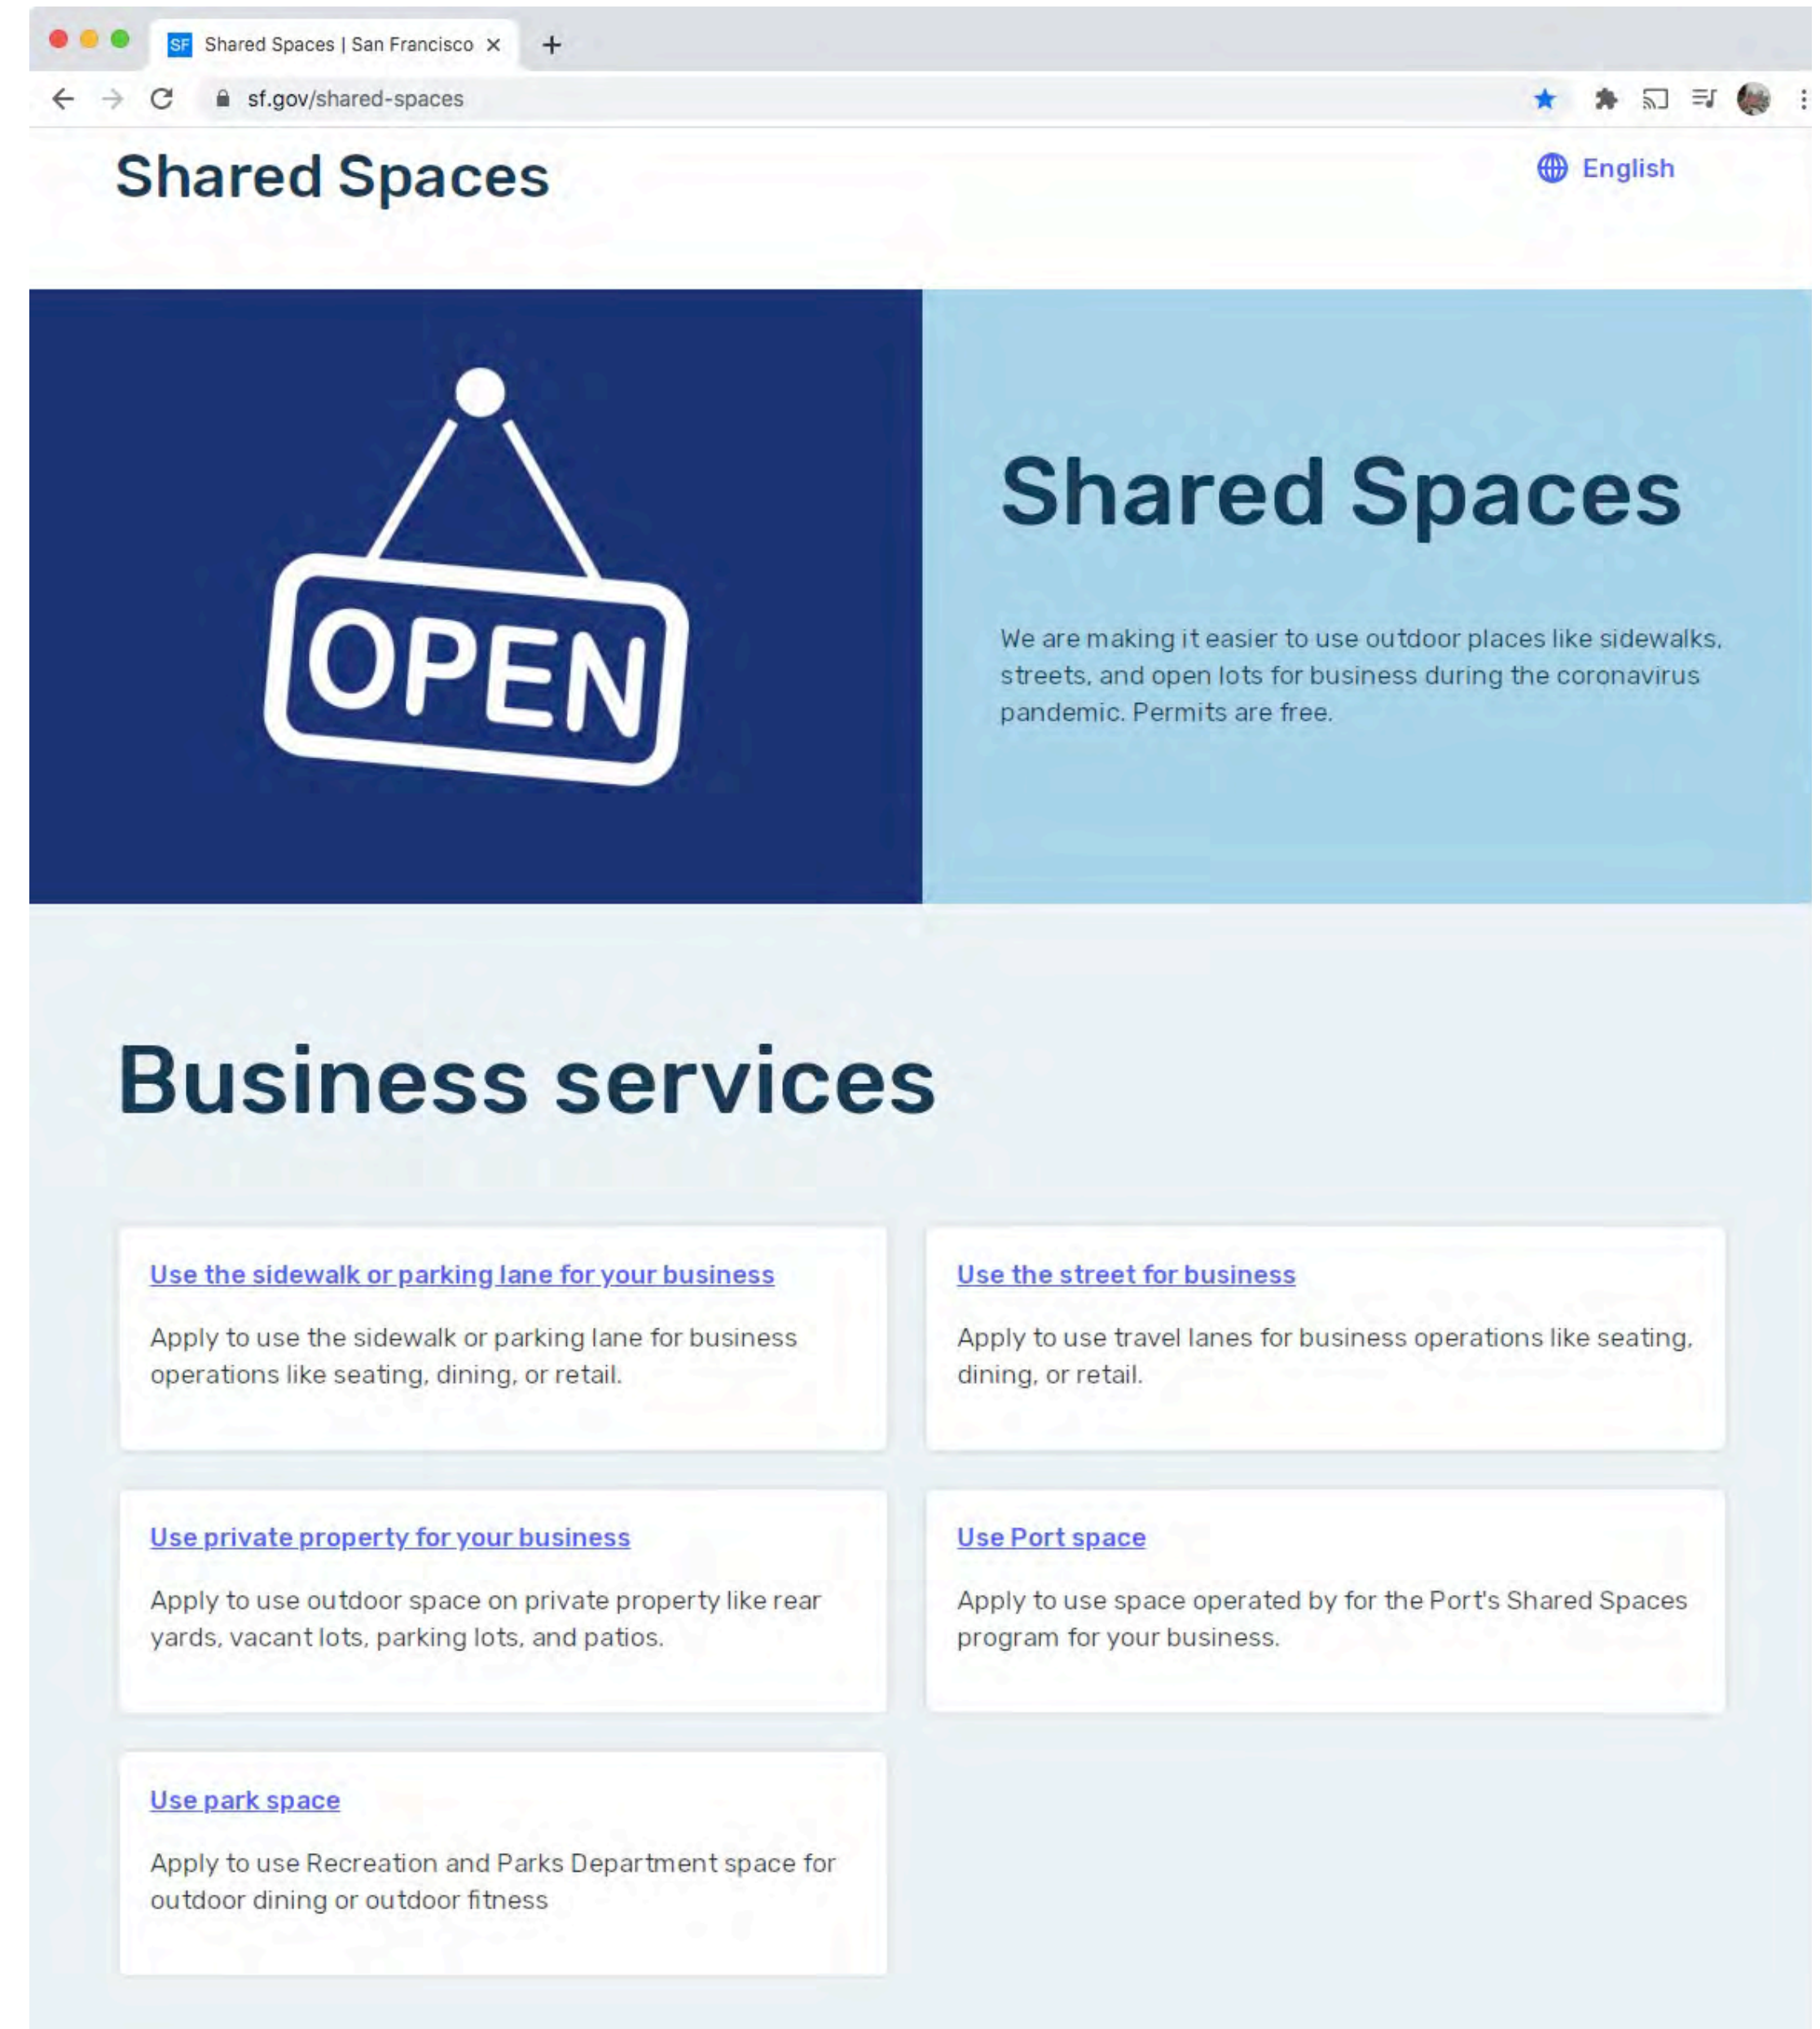 SF Shared Spaces | San Francisco
sf.gov/shared-spaces
Shared Spaces
English
OPEN
Shared Spaces
We are making it easier to use outdoor places like sidewalks,
streets, and open lots for business during the coronavirus
pandemic. Permits are free.
Business services
Use the sidewalk or parking lane for your business
Apply to use the sidewalk or parking lane for business
operations like seating, dining, or retail.
Use the street for business
Apply to use travel lanes for business operations like seating,
dining, or retail.
Use private property for your business
Apply to use outdoor space on private property like rear
yards, vacant lots, parking lots, and patios.
Use Port space
Apply to use space operated by for the Port's Shared Spaces
program for your business.
Use park space
Apply to use Recreation and Parks Department space for
outdoor dining or outdoor fitness